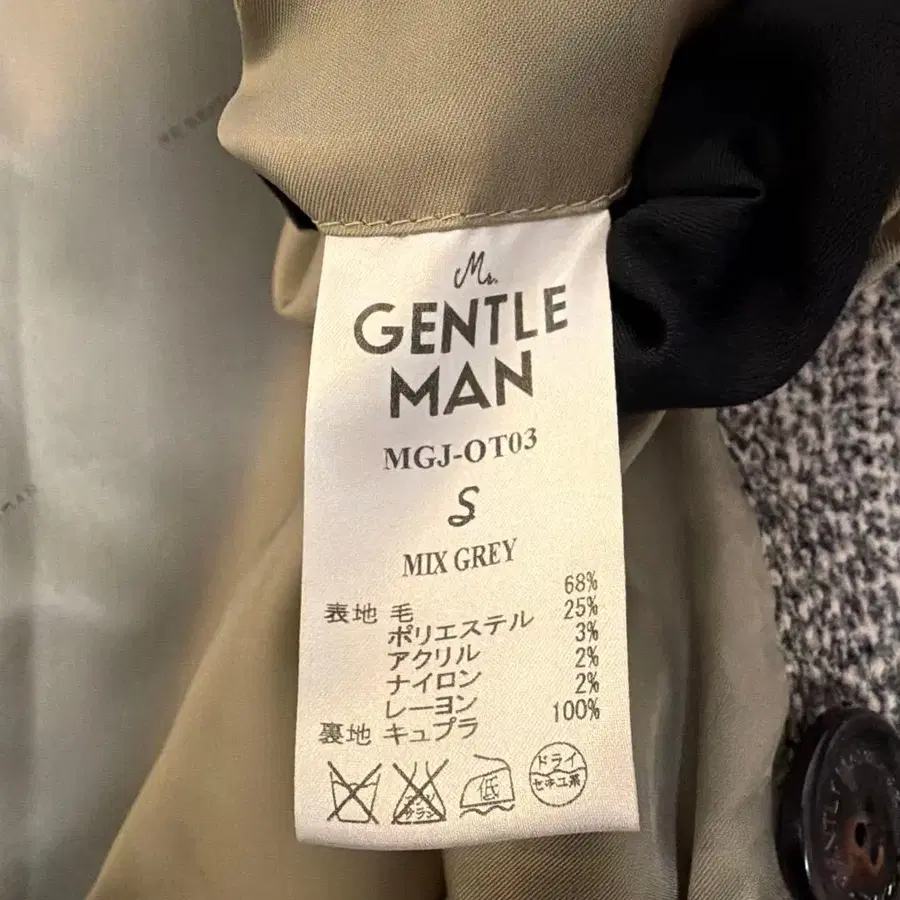 Mr.
GENTLE
MAN
MGJ-OT03
S
MIX GREY
表地 毛 68%
ポリエステル 25%
アクリル 3%
ナイロン 2%
レーヨン 2%
裏地 キュプラ 100%
低
ドライ
セキユ系